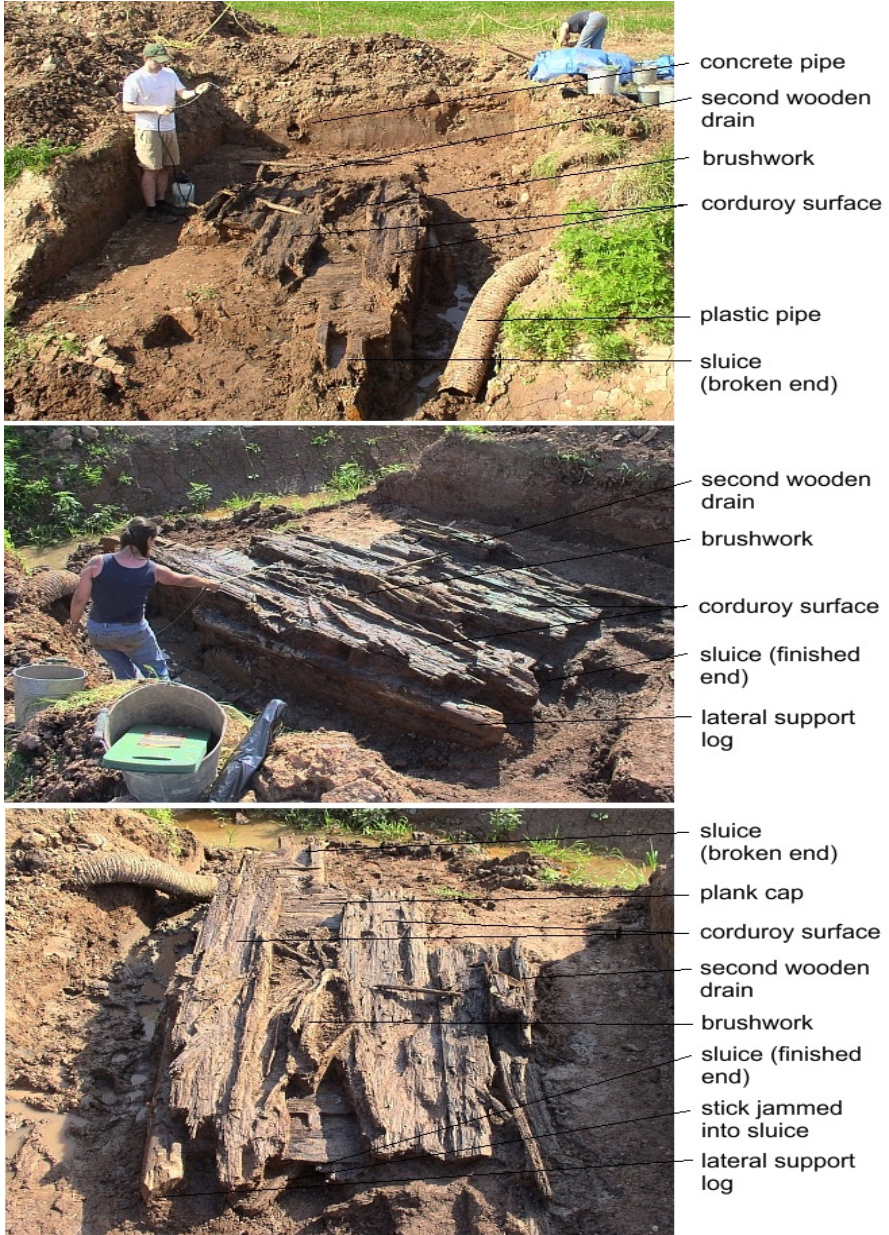 concrete pipe
second wooden
drain
brushwork
corduroy surface
plastic pipe
sluice
(broken end)
second wooden
drain
brushwork
corduroy surface
sluice (finished
end)
lateral support
log
sluice
(broken end)
plank cap
corduroy surface
second wooden
drain
brushwork
sluice (finished
end)
stick jammed
into sluice
lateral support
log